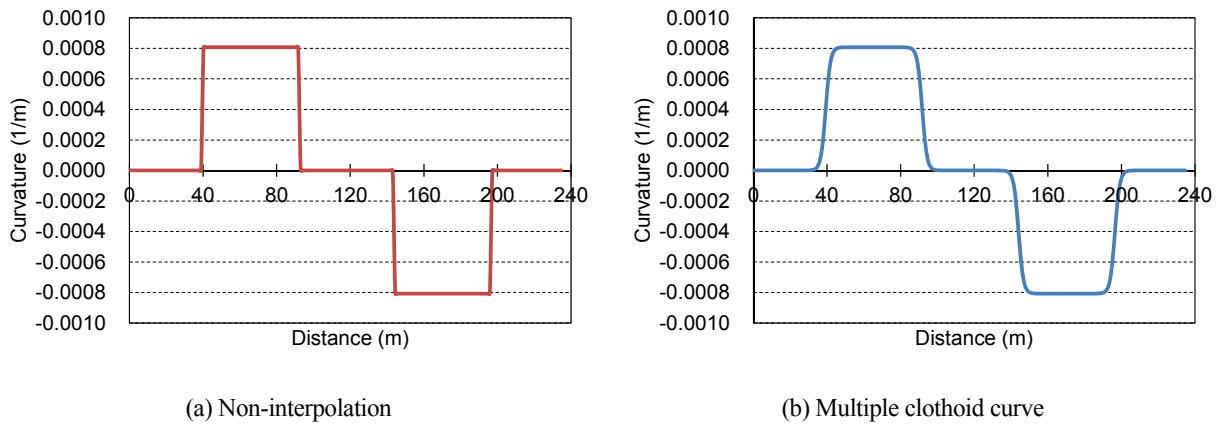 0.0010
0.0008
0.0006
0.0004
0.0002
0.0000
-0.0002
-0.0004
-0.0006
-0.0008
-0.0010
0 40 80 120 160 200 240
Curvature (1/m)
Distance (m)
(a) Non-interpolation
0.0010
0.0008
0.0006
0.0004
0.0002
0.0000
-0.0002
-0.0004
-0.0006
-0.0008
-0.0010
0 40 80 120 160 200 240
Curvature (1/m)
Distance (m)
(b) Multiple clothoid curve